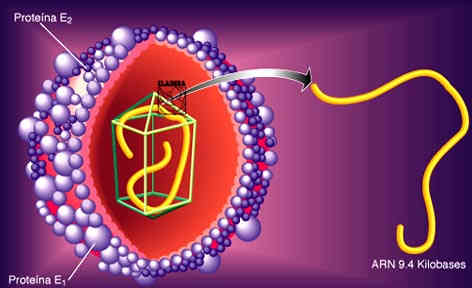 Proteína E2
ARN 9.4 Kilobases
Proteína E1